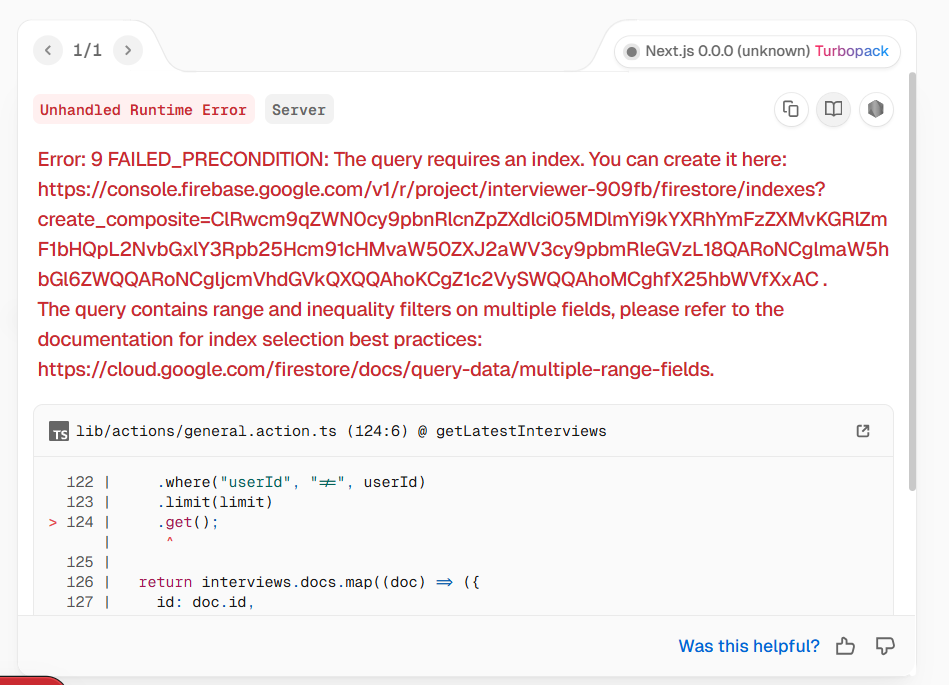 1/1
Next.js 0.0.0 (unknown) Turbopack
Unhandled Runtime Error
Server
Error: 9 FAILED_PRECONDITION: The query requires an index. You can create it here:
https://console.firebase.google.com/v1/r/project/interviewer-909fb/firestore/indexes?
create_composite=ClRwcm9qZWN0cy9pbnRlcnZpZXdlci05MDlmYi9kYXRhYmFzZXMvKGRlZm
F1bHQpL2NvbGxlY3Rpb25Hcm91cHMvaW50ZXJ2aWV3cy9pbmRleGVzL18QARoNCglmaW5h
bGl6ZWQQARoNCgljcmVhdGVkQXQQAhoKCgZ1c2VySWQQAhoMCghfX25hbWVfXxAC .
The query contains range and inequality filters on multiple fields, please refer to the
documentation for index selection best practices:
https://cloud.google.com/firestore/docs/query-data/multiple-range-fields.
TS lib/actions/general.action.ts (124:6) @ getLatestInterviews
122 | .where("userId", "!=", userId)
123 | .limit(limit)
> 124 | .get();
| ^
125 |
126 | return interviews.docs.map((doc) => ({
127 | id: doc.id,
Was this helpful?